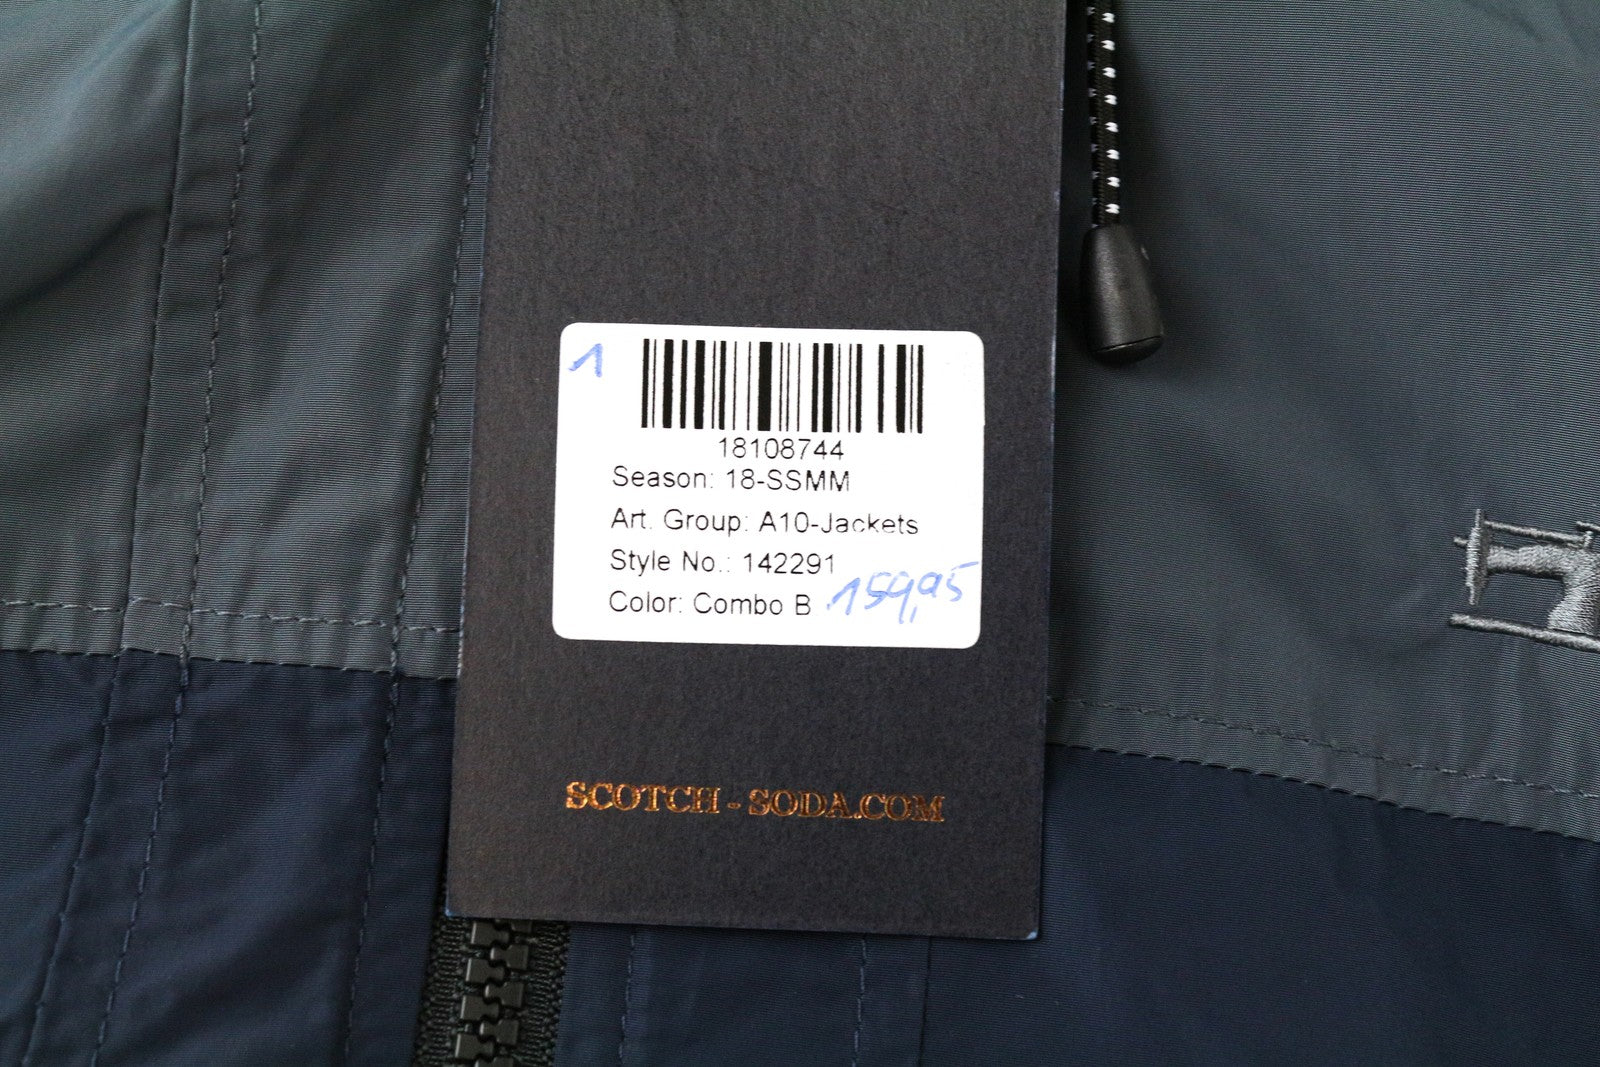 1
18108744
Season: 18-SSMM
Art. Group: A10-Jackets
Style No.: 142291
Color: Combo B 159,95
SCOTCH - SODA.COM